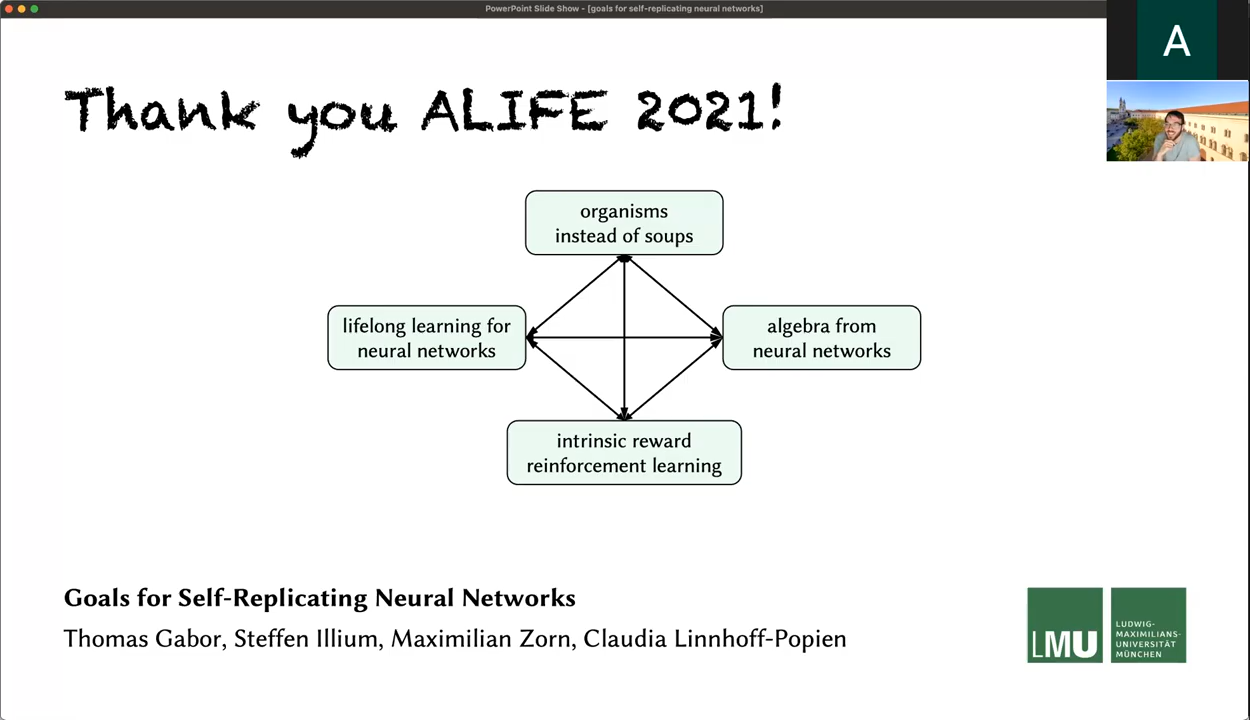 PowerPoint Slide Show - [goals for self-replicating neural networks]
A
Thank you ALIFE 2021!
organisms
instead of soups
lifelong learning for
neural networks
algebra from
neural networks
intrinsic reward
reinforcement learning
Goals for Self-Replicating Neural Networks
Thomas Gabor, Steffen Illium, Maximilian Zorn, Claudia Linnhoff-Popien
LMU
LUDWIG-
MAXIMILIANS-
UNIVERSITÄT
MÜNCHEN